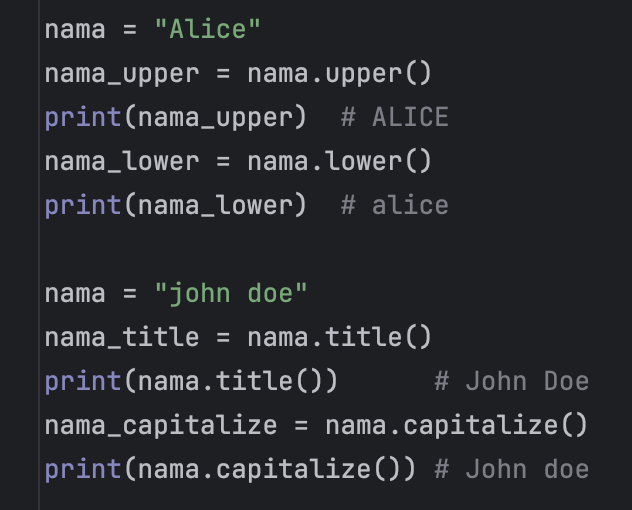 nama = "Alice"
nama_upper = nama.upper()
print(nama_upper)  # ALICE
nama_lower = nama.lower()
print(nama_lower)  # alice

nama = "john doe"
nama_title = nama.title()
print(nama.title())      # John Doe
nama_capitalize = nama.capitalize()
print(nama.capitalize()) # John doe